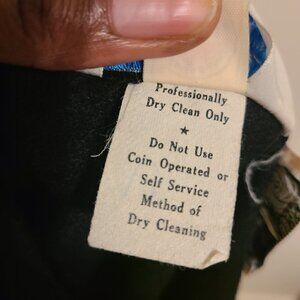 Professionally
Dry Clean Only
★
Do Not Use
Coin Operated or
Self Service
Method of
Dry Cleaning